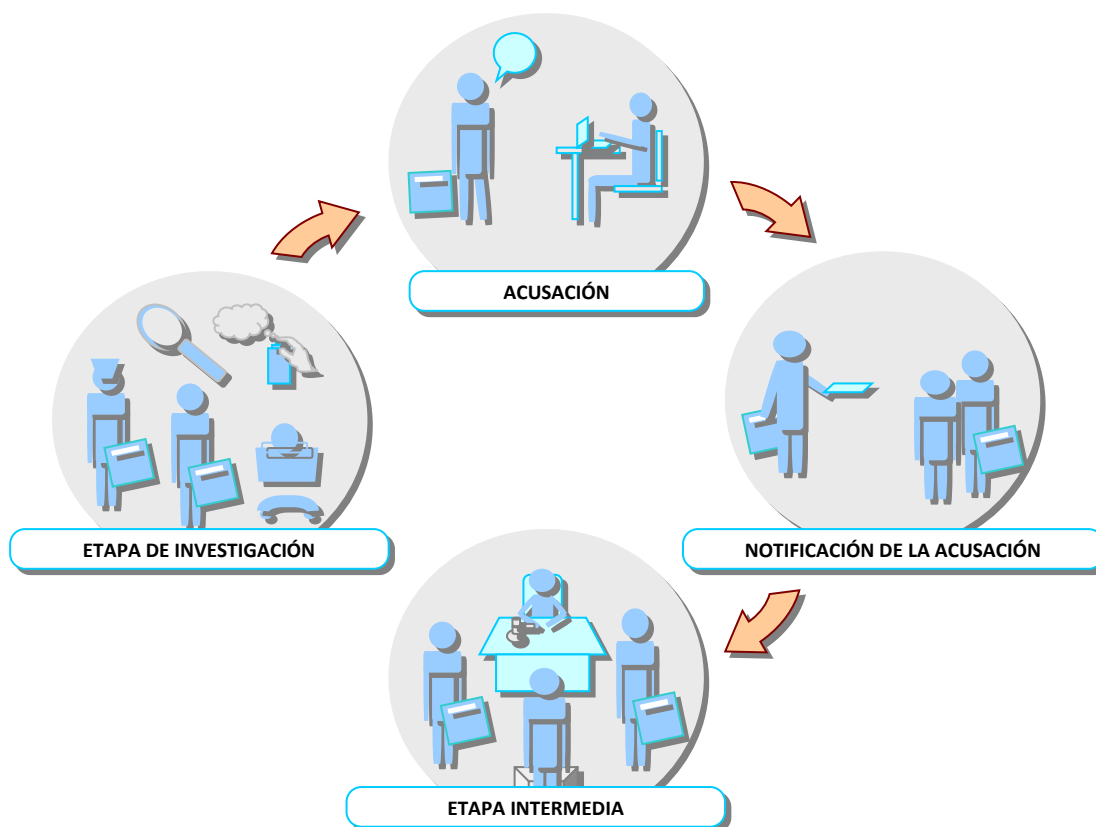 ACUSACIÓN
ETAPA DE INVESTIGACIÓN
NOTIFICACIÓN DE LA ACUSACIÓN
ETAPA INTERMEDIA